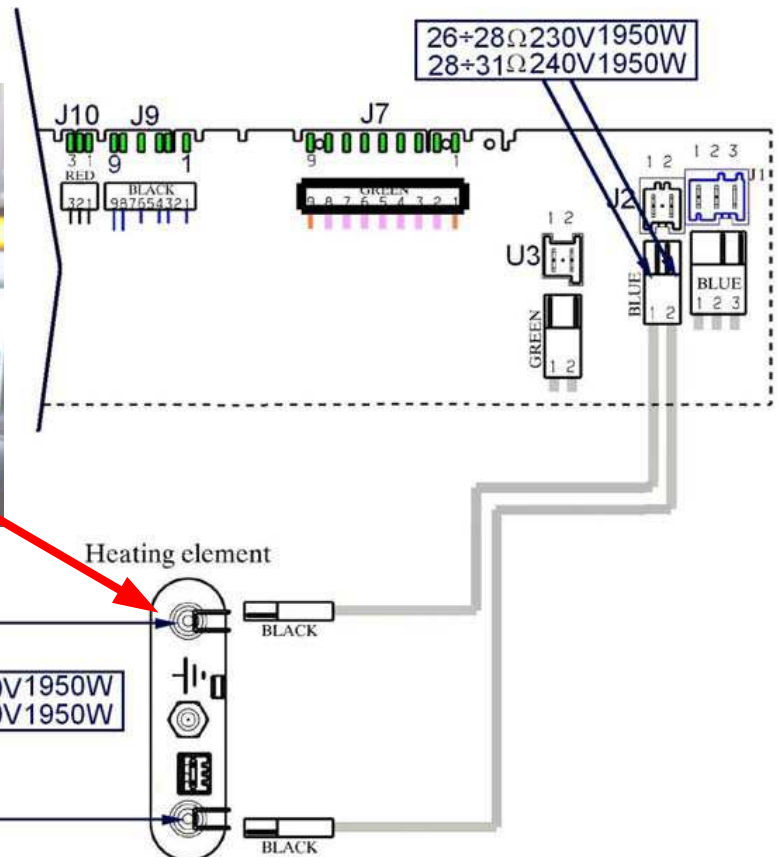 26÷28Ω230V1950W
28÷31Ω240V1950W
J10 J9 J7
3 1 9 1 9 1
1 2 1 2 3
RED BLACK GREEN J2 J1
321 987654321 9 8 7 6 5 4 3 2 1
1 2
U3
BLUE BLUE
1 2 1 2 3
GREEN
1 2
Heating element
BLACK
V1950W
V1950W
BLACK